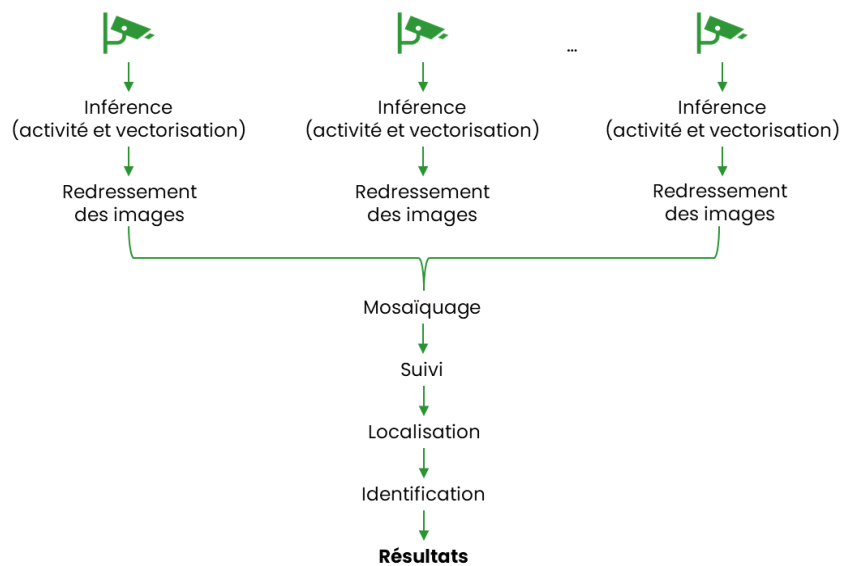 ...
Inférence
(activité et vectorisation)
Inférence
(activité et vectorisation)
Inférence
(activité et vectorisation)
Redressement
des images
Redressement
des images
Redressement
des images
Mosaïquage
Suivi
Localisation
Identification
Résultats